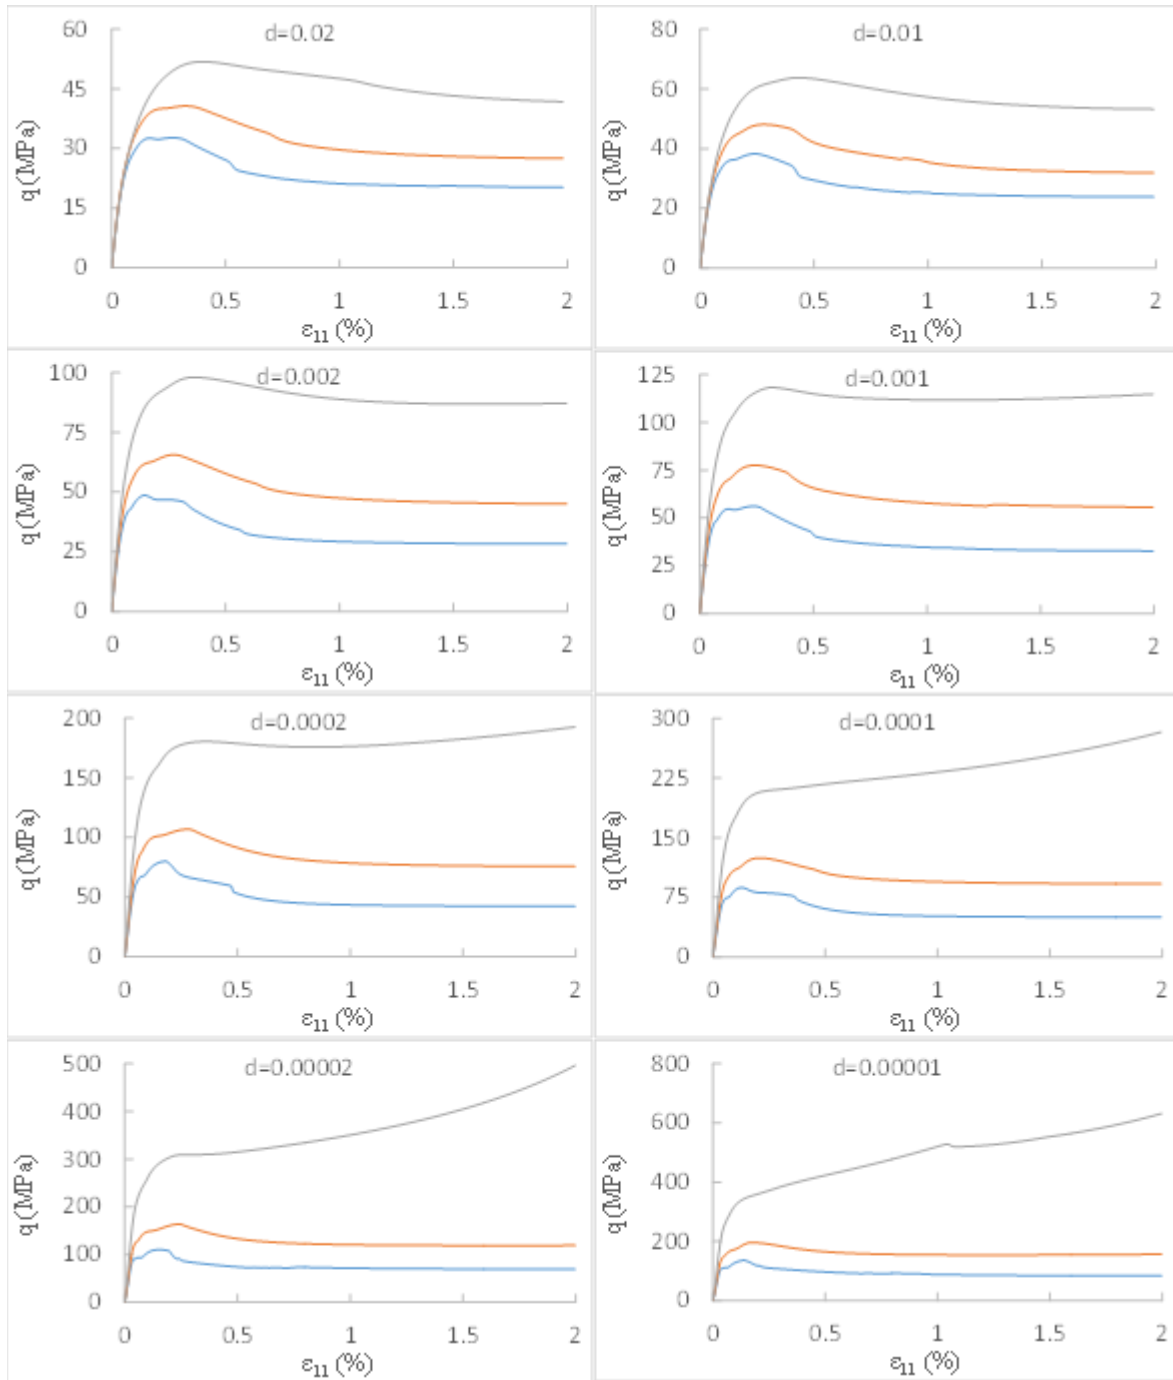 d=0.02
60
45
30
15
0
q (MPa)
0 0.5 1 1.5 2
ε11 (%)
d=0.01
80
60
40
20
0
q (MPa)
0 0.5 1 1.5 2
ε11 (%)
d=0.002
100
75
50
25
0
q (MPa)
0 0.5 1 1.5 2
ε11 (%)
d=0.001
125
100
75
50
25
0
q (MPa)
0 0.5 1 1.5 2
ε11 (%)
d=0.0002
200
150
100
50
0
q (MPa)
0 0.5 1 1.5 2
ε11 (%)
d=0.0001
300
225
150
75
0
q (MPa)
0 0.5 1 1.5 2
ε11 (%)
d=0.00002
500
400
300
200
100
0
q (MPa)
0 0.5 1 1.5 2
ε11 (%)
d=0.00001
800
600
400
200
0
q (MPa)
0 0.5 1 1.5 2
ε11 (%)